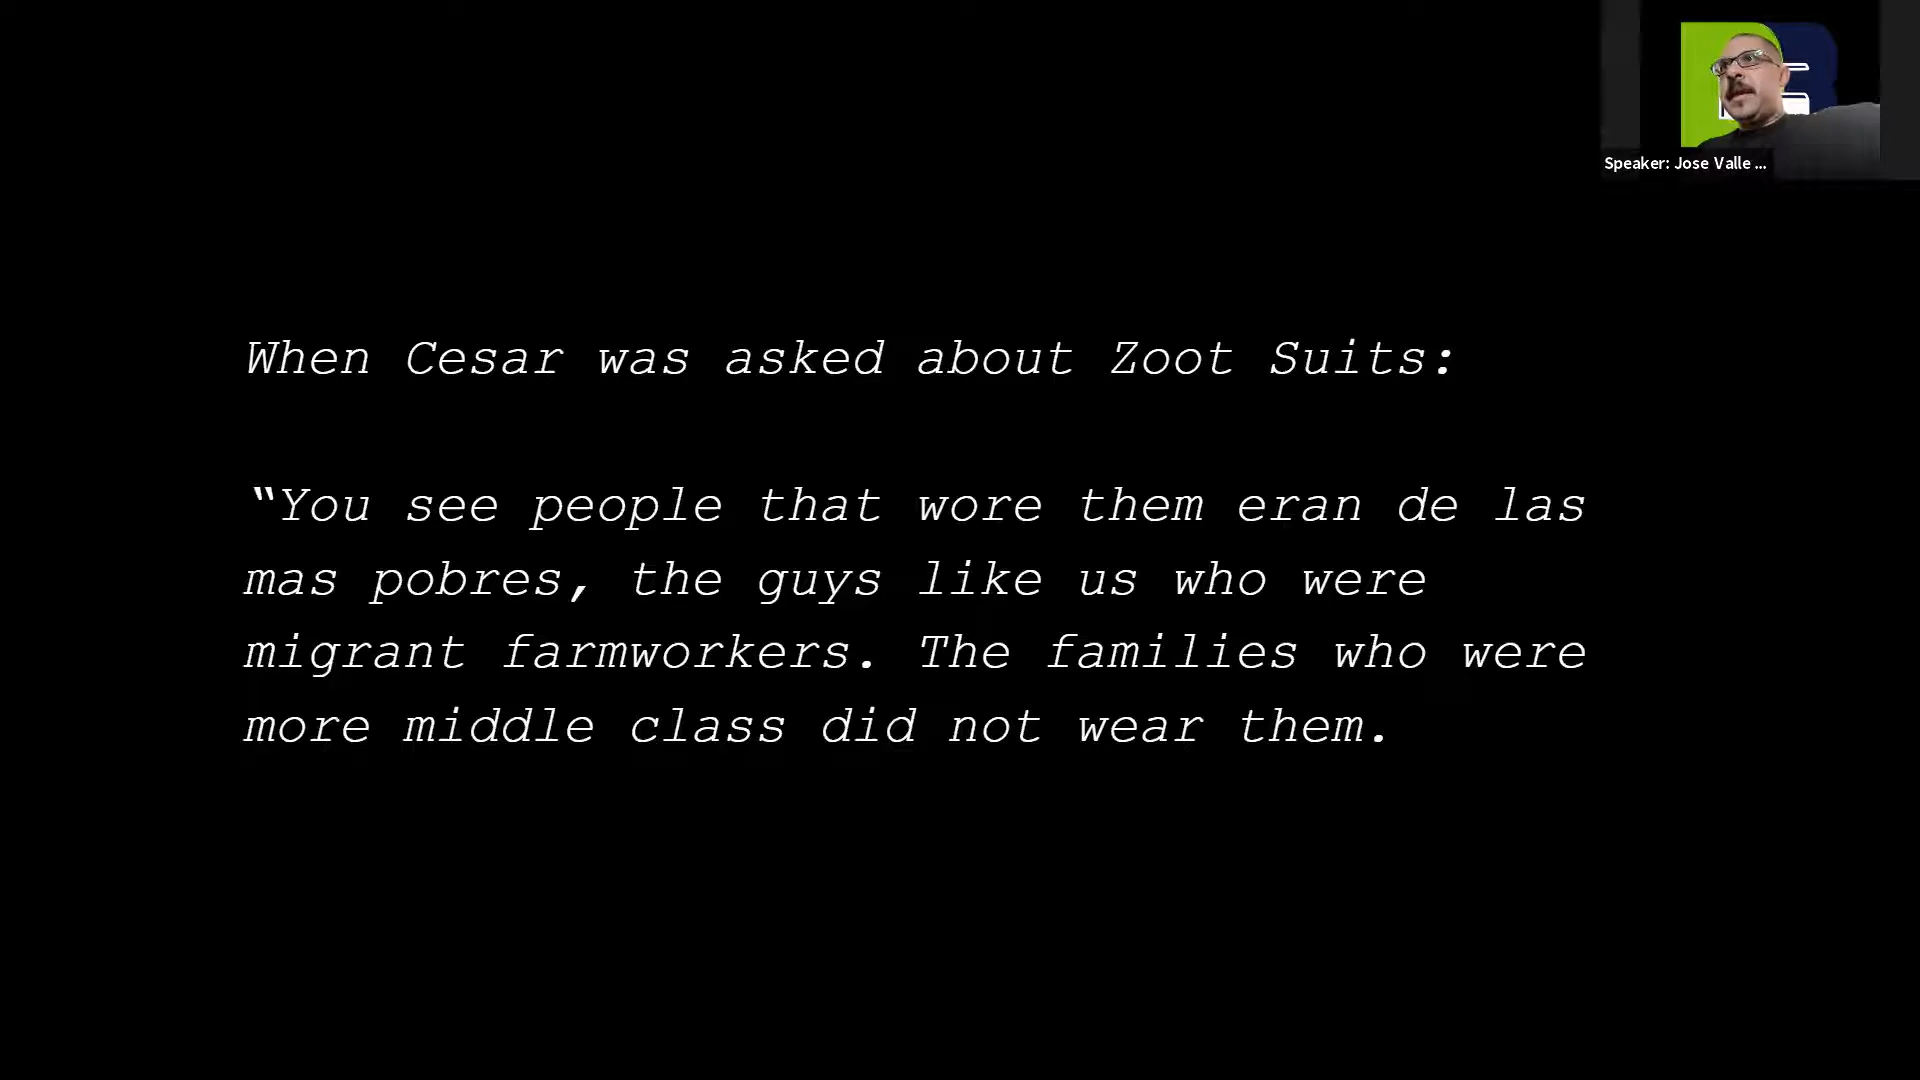 Speaker: Jose Valle ...
When Cesar was asked about Zoot Suits:
“You see people that wore them eran de las
mas pobres, the guys like us who were
migrant farmworkers. The families who were
more middle class did not wear them.